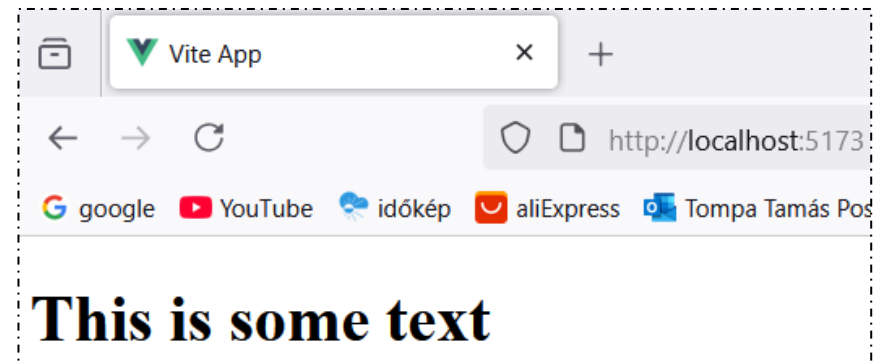 Vite App
http://localhost:5173
google YouTube időkép aliExpress Tompa Tamás Pos
This is some text